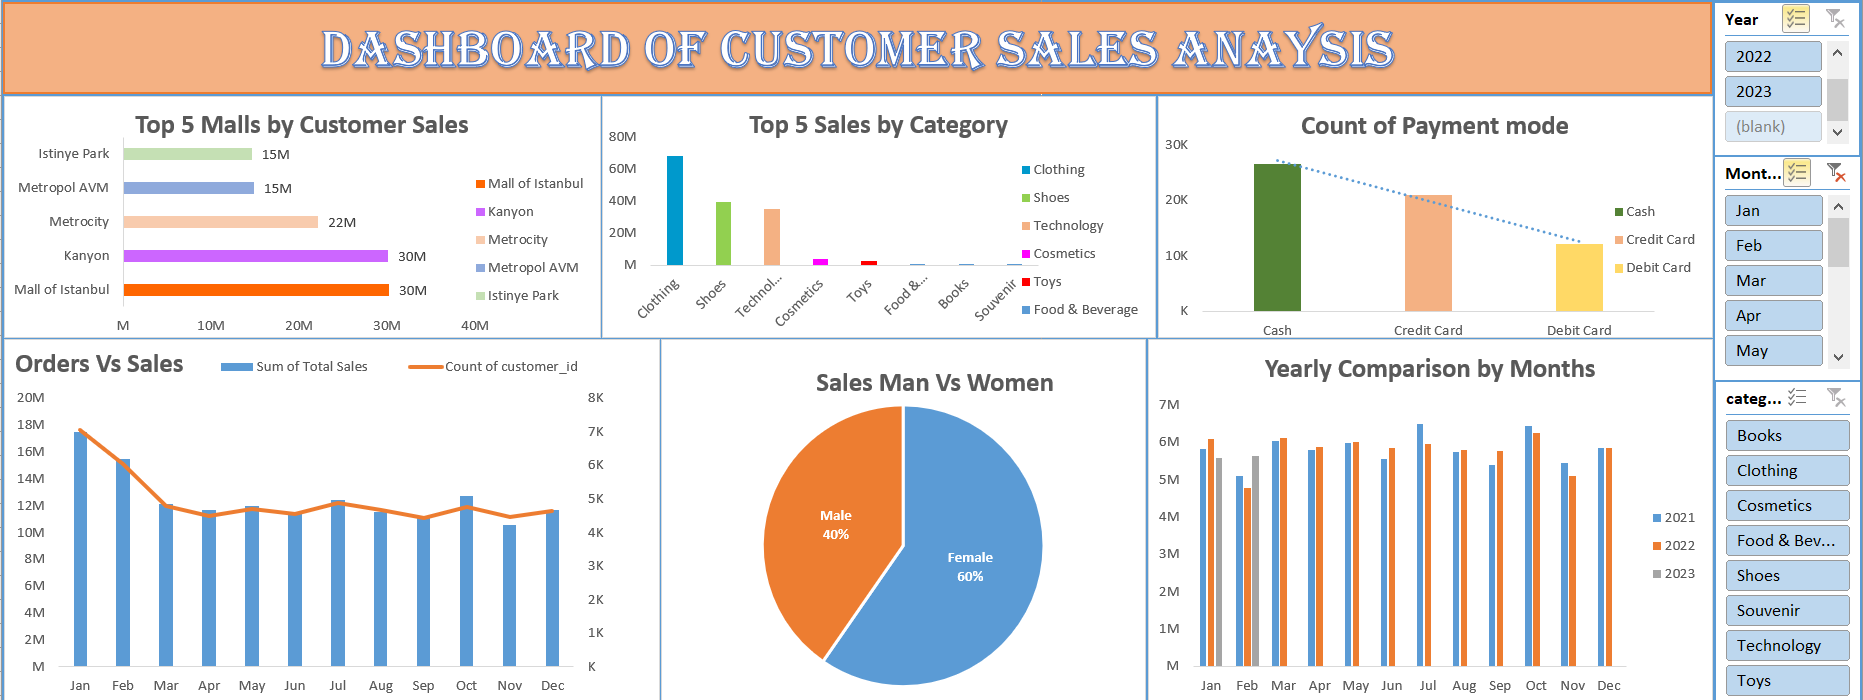 DASHBOARD OF CUSTOMER SALES ANAYSIS
Year
2022
2023
(blank)
Top 5 Malls by Customer Sales
Istinye Park
15M
Metropol AVM
15M
Metrocity
22M
Kanyon
30M
Mall of Istanbul
30M
M
10M
20M
30M
40M
Mall of Istanbul
Kanyon
Metrocity
Metropol AVM
Istinye Park
Top 5 Sales by Category
80M
60M
40M
20M
M
Clothing
Shoes
Technol...
Cosmetics
Toys
Food &...
Books
Souvenir
Clothing
Shoes
Technology
Cosmetics
Toys
Food & Beverage
Count of Payment mode
30K
20K
10K
K
Cash
Credit Card
Debit Card
Cash
Credit Card
Debit Card
Mont...
Jan
Feb
Mar
Apr
May
Orders Vs Sales
Sum of Total Sales
Count of customer_id
20M
18M
16M
14M
12M
10M
8M
6M
4M
2M
M
8K
7K
6K
5K
4K
3K
2K
1K
K
Jan
Feb
Mar
Apr
May
Jun
Jul
Aug
Sep
Oct
Nov
Dec
Sales Man Vs Women
Male
40%
Female
60%
Yearly Comparison by Months
7M
6M
5M
4M
3M
2M
1M
M
Jan
Feb
Mar
Apr
May
Jun
Jul
Aug
Sep
Oct
Nov
Dec
2021
2022
2023
categ...
Books
Clothing
Cosmetics
Food & Bev...
Shoes
Souvenir
Technology
Toys